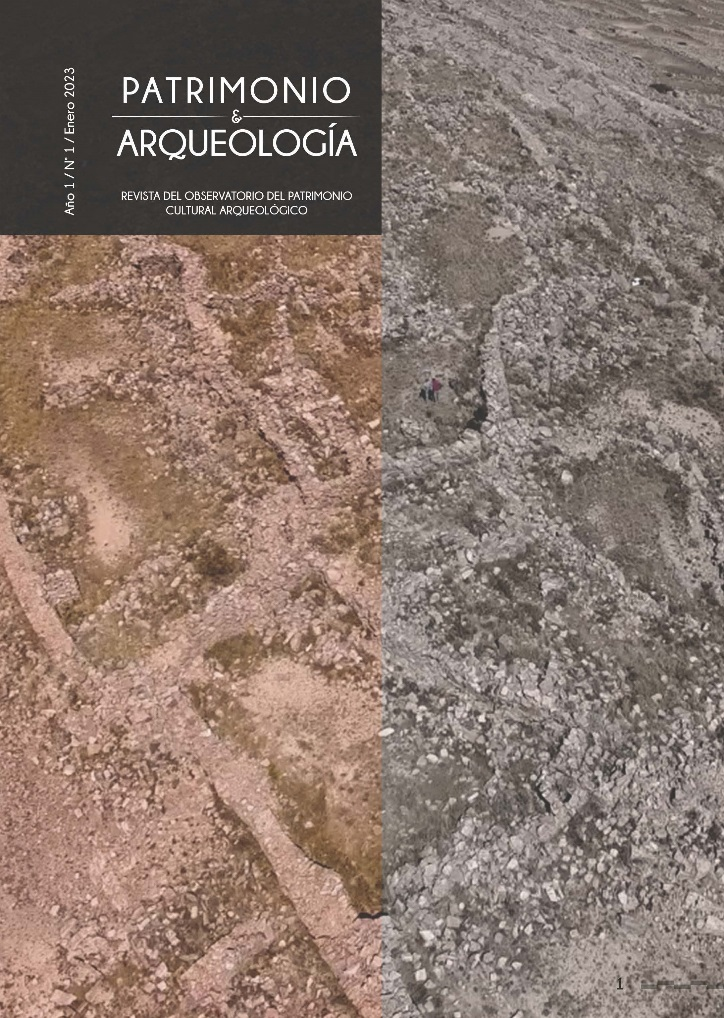 Año 1 / N° 1 / Enero 2023
PATRIMONIO
&
ARQUEOLOGÍA
REVISTA DEL OBSERVATORIO DEL PATRIMONIO
CULTURAL ARQUEOLÓGICO
1